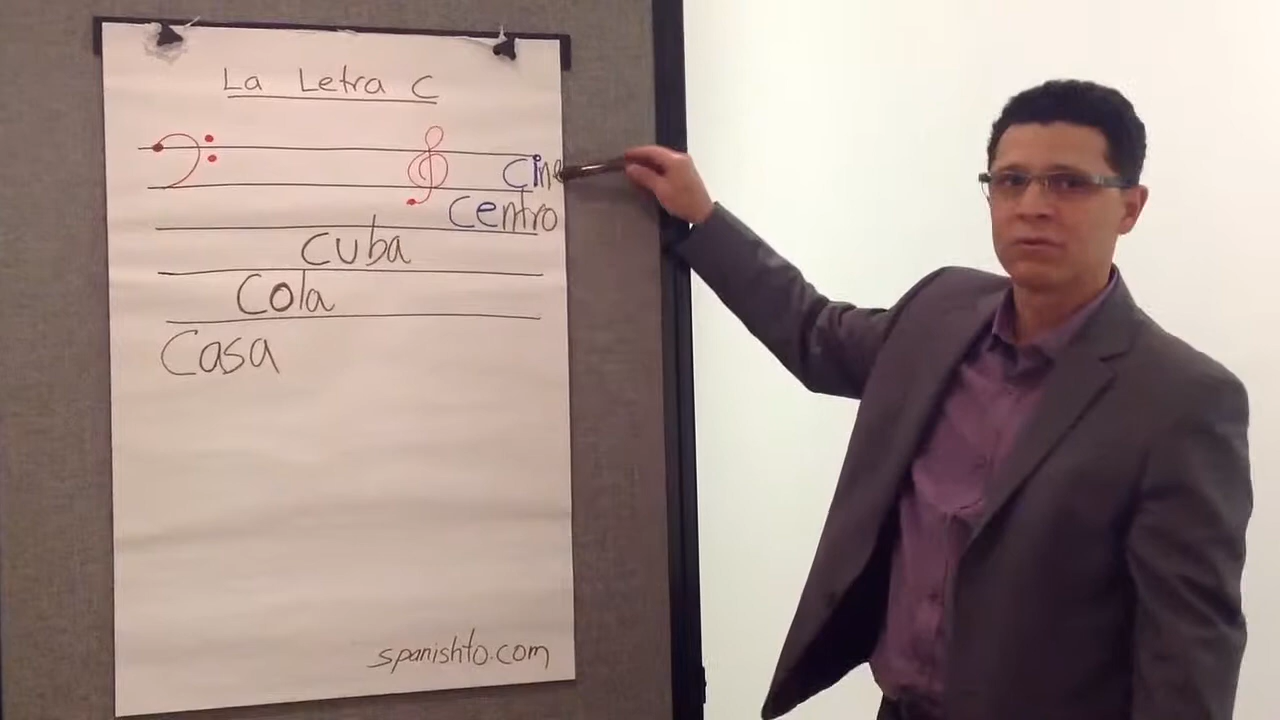 La Letra C
cine
centro
cuba
Cola
Casa
spanishto.com